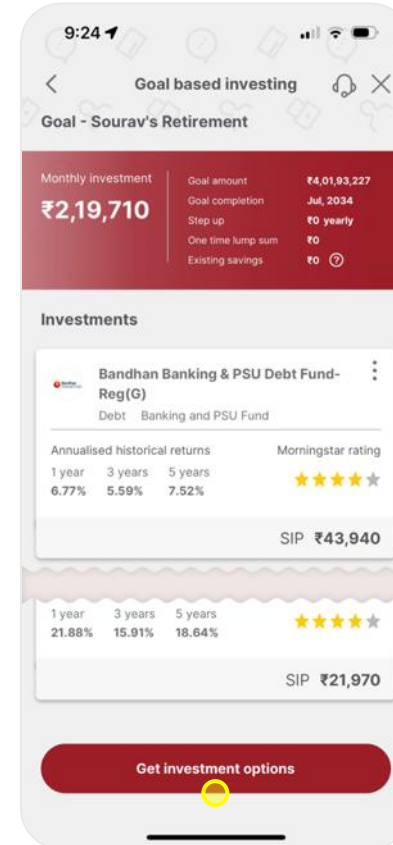 9:24
Goal based investing
Goal - Sourav's Retirement
Monthly investment
₹2,19,710
Goal amount ₹4,01,93,227
Goal completion Jul, 2034
Step up ₹0 yearly
One time lump sum ₹0
Existing savings ₹0 ?
Investments
Bandhan Banking & PSU Debt Fund-
Reg(G)
Debt Banking and PSU Fund
Annualised historical returns Morningstar rating
1 year 3 years 5 years
6.77% 5.59% 7.52%
SIP ₹43,940
1 year 3 years 5 years
21.88% 15.91% 18.64%
SIP ₹21,970
Get investment options